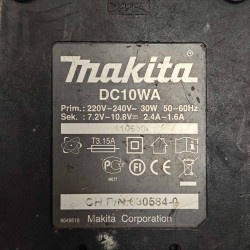 makita
DC10WA
Prim.: 220V-240V- 30W 50-60Hz
Sek. : 7.2V-10.8V= 2.4A-1.6A
T3.15A
CH P/N:630584-0
Makita Corporation